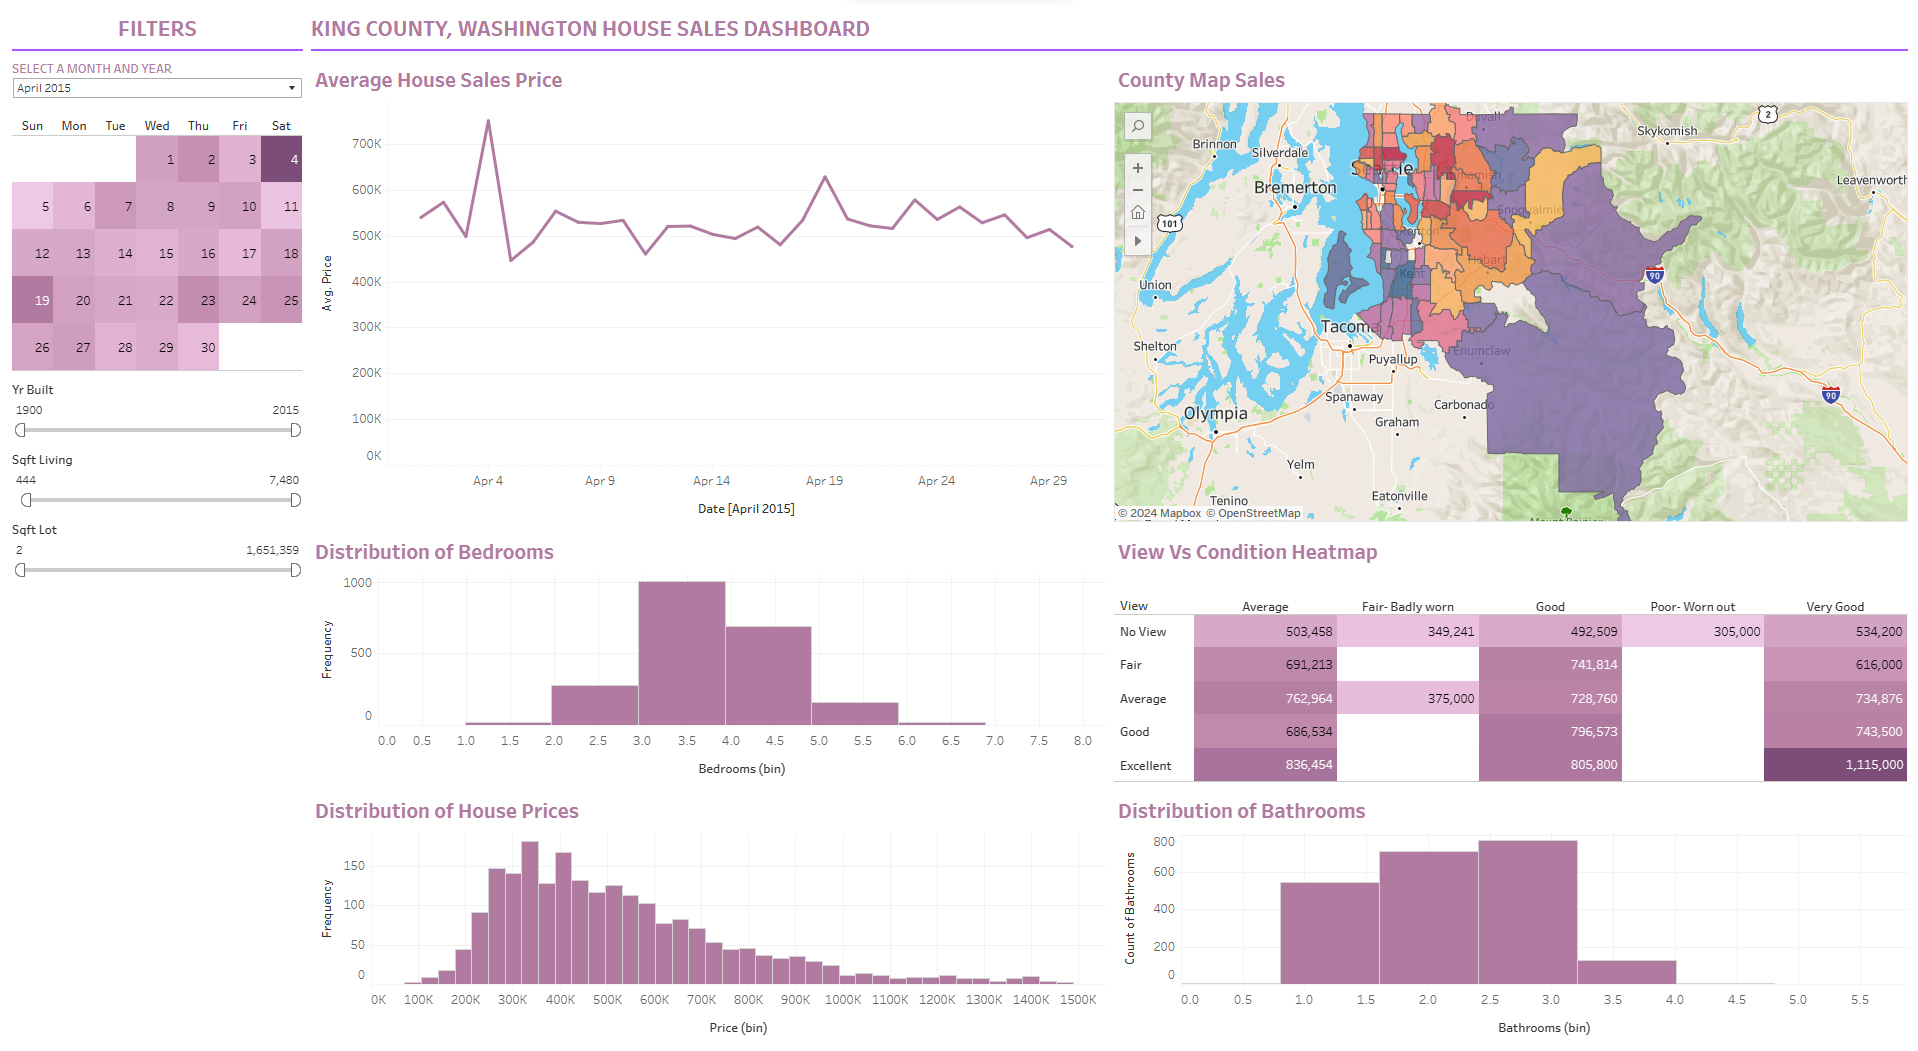 FILTERS
KING COUNTY, WASHINGTON HOUSE SALES DASHBOARD
SELECT A MONTH AND YEAR
April 2015
Sun Mon Tue Wed Thu Fri Sat
1 2 3 4
5 6 7 8 9 10 11
12 13 14 15 16 17 18
19 20 21 22 23 24 25
26 27 28 29 30
Yr Built
1900 2015
Sqft Living
444 7,480
Sqft Lot
2 1,651,359
Average House Sales Price
Avg. Price
700K
600K
500K
400K
300K
200K
100K
0K
Apr 4 Apr 9 Apr 14 Apr 19 Apr 24 Apr 29
Date [April 2015]
County Map Sales
Duvall
2
Skykomish
Brinnon
Silverdale
Seattle
Leavenworth
Bremerton
Sammamish
Snoqualmie
101
Renton
Hobart
90
Kent
Union
Tacoma
Shelton
Puyallup
Enumclaw
90
Spanaway
Carbonado
Olympia
Graham
Yelm
Eatonville
Tenino
© 2024 Mapbox © OpenStreetMap
Mount Rainier
Distribution of Bedrooms
Frequency
1000
500
0
0.0 0.5 1.0 1.5 2.0 2.5 3.0 3.5 4.0 4.5 5.0 5.5 6.0 6.5 7.0 7.5 8.0
Bedrooms (bin)
View Vs Condition Heatmap
View Average Fair- Badly worn Good Poor- Worn out Very Good
No View 503,458 349,241 492,509 305,000 534,200
Fair 691,213 741,814 616,000
Average 762,964 375,000 728,760 734,876
Good 686,534 796,573 743,500
Excellent 836,454 805,800 1,115,000
Distribution of House Prices
Frequency
150
100
50
0
0K 100K 200K 300K 400K 500K 600K 700K 800K 900K 1000K 1100K 1200K 1300K 1400K 1500K
Price (bin)
Distribution of Bathrooms
Count of Bathrooms
800
600
400
200
0
0.0 0.5 1.0 1.5 2.0 2.5 3.0 3.5 4.0 4.5 5.0 5.5
Bathrooms (bin)